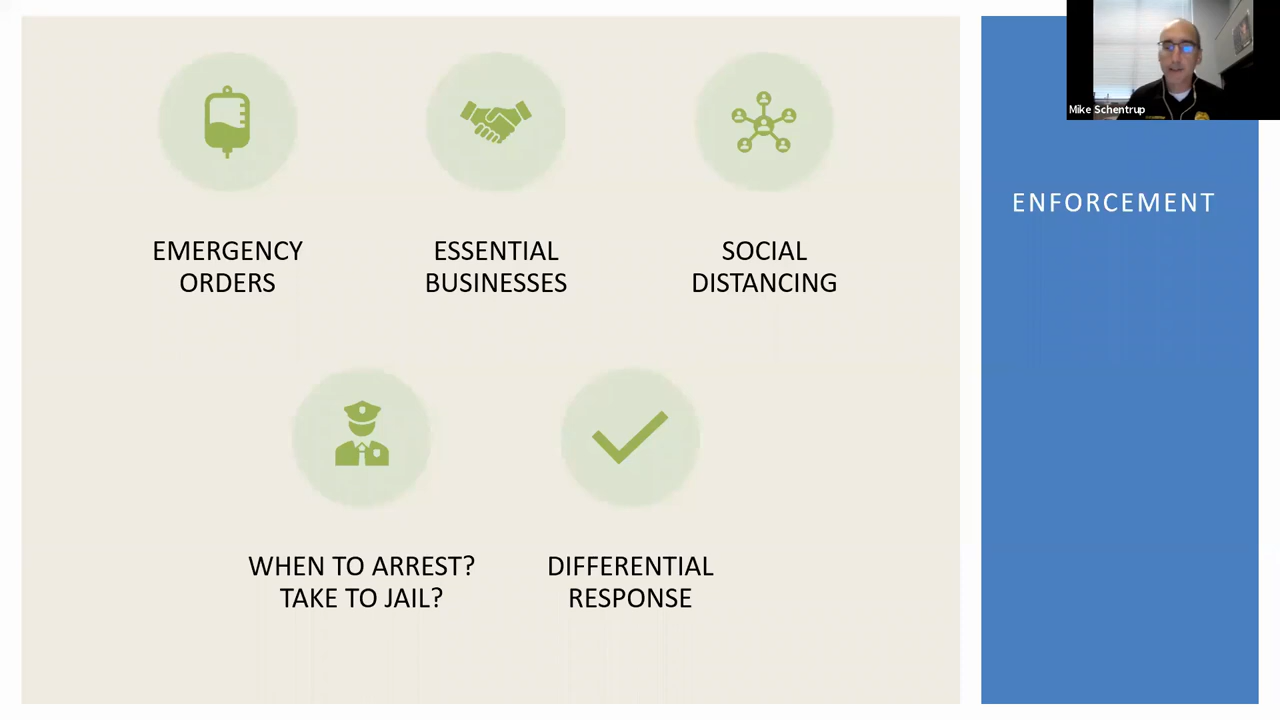 Mike Schentrup
ENFORCEMENT
EMERGENCY
ORDERS
ESSENTIAL
BUSINESSES
SOCIAL
DISTANCING
WHEN TO ARREST?
TAKE TO JAIL?
DIFFERENTIAL
RESPONSE